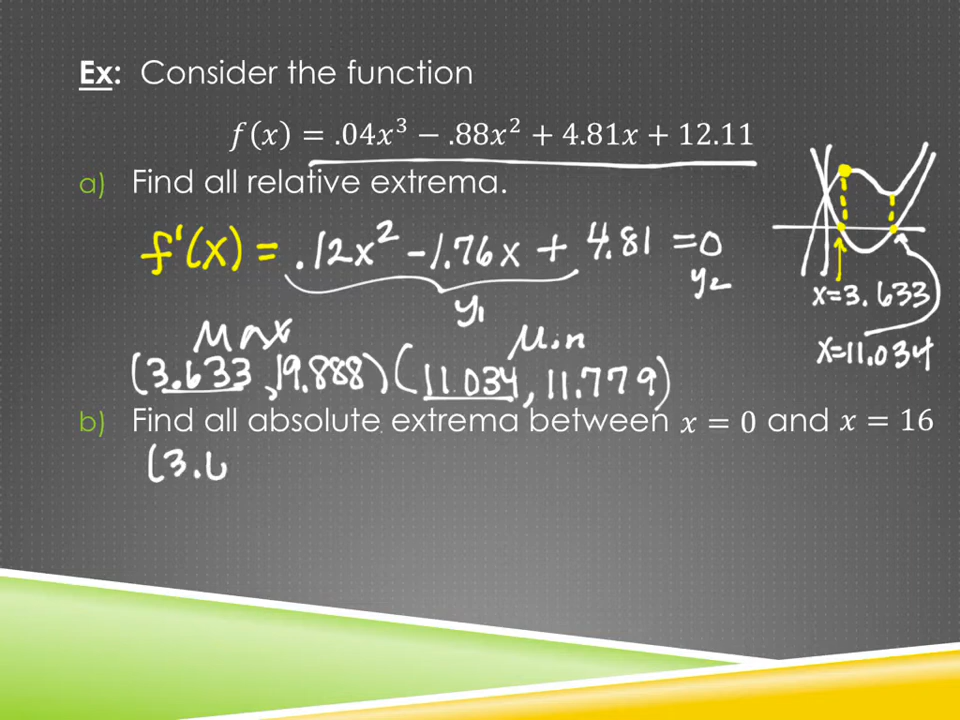 Ex: Consider the function
f(x) = .04x³ − .88x² + 4.81x + 12.11
a) Find all relative extrema.
f'(x) = .12x² - 1.76x + 4.81 = 0
y₁ y₂
x=3.633
x=11.034
Max Min
(3.633, 19.888) (11.034, 11.779)
b) Find all absolute extrema between x = 0 and x = 16
(3.6